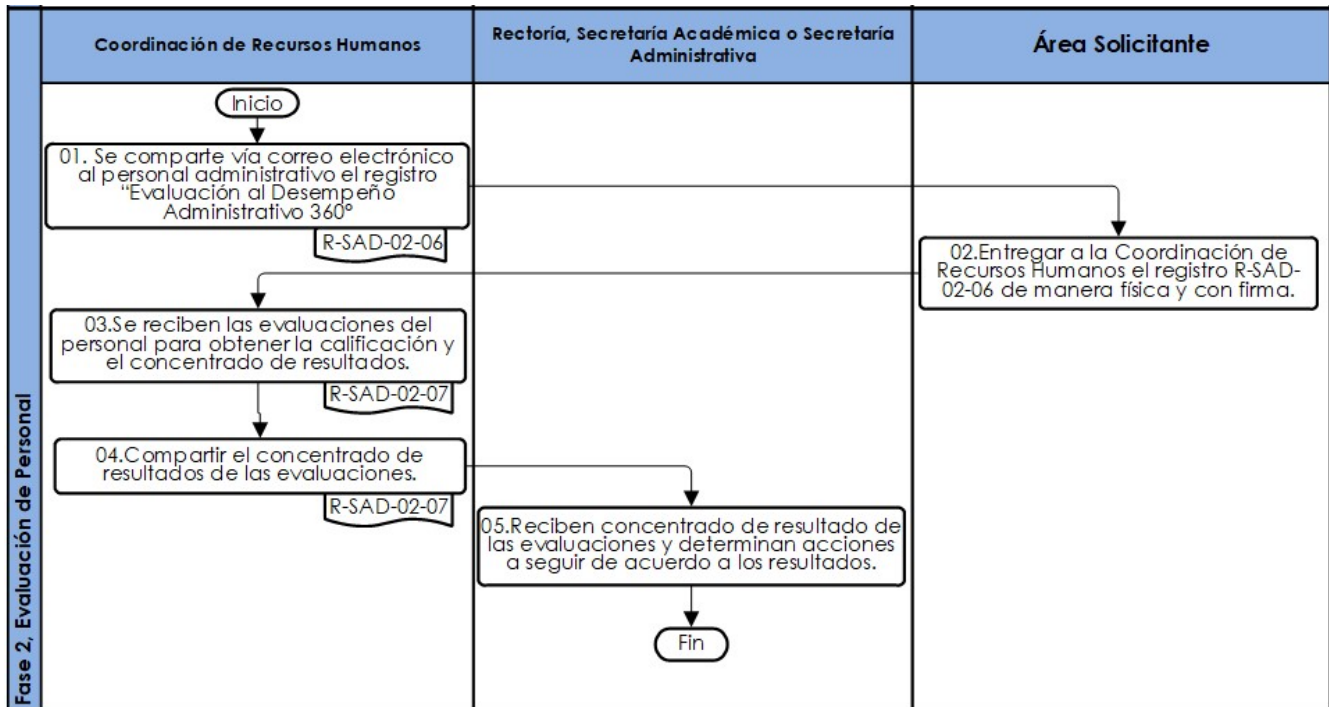 Coordinación de Recursos Humanos
Rectoría, Secretaría Académica o Secretaría
Administrativa
Área Solicitante
Fase 2, Evaluación de Personal
Inicio
01. Se comparte vía correo electrónico
al personal administrativo el registro
“Evaluación al Desempeño
Administrativo 360°
R-SAD-02-06
02.Entregar a la Coordinación de
Recursos Humanos el registro R-SAD-
02-06 de manera física y con firma.
03.Se reciben las evaluaciones del
personal para obtener la calificación y
el concentrado de resultados.
R-SAD-02-07
04.Compartir el concentrado de
resultados de las evaluaciones.
R-SAD-02-07
05.Reciben concentrado de resultado de
las evaluaciones y determinan acciones
a seguir de acuerdo a los resultados.
Fin